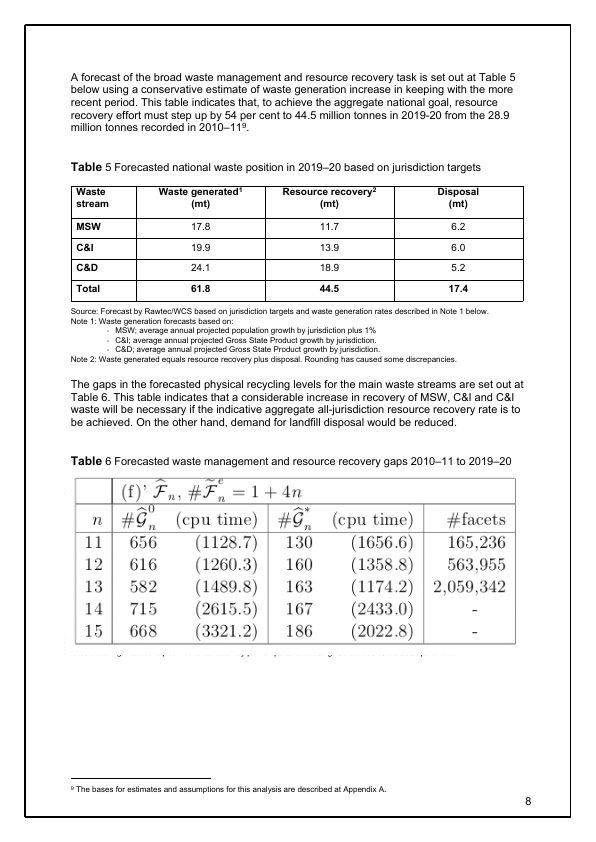 A forecast of the broad waste management and resource recovery task is set out at Table 5
below using a conservative estimate of waste generation increase in keeping with the more
recent period. This table indicates that, to achieve the aggregate national goal, resource
recovery effort must step up by 54 per cent to 44.5 million tonnes in 2019-20 from the 28.9
million tonnes recorded in 2010–11⁹.
Table 5 Forecasted national waste position in 2019–20 based on jurisdiction targets
Waste stream Waste generated¹ (mt) Resource recovery² (mt) Disposal (mt)
MSW 17.8 11.7 6.2
C&I 19.9 13.9 6.0
C&D 24.1 18.9 5.2
Total 61.8 44.5 17.4
Source: Forecast by Rawtec/WCS based on jurisdiction targets and waste generation rates described in Note 1 below.
Note 1: Waste generation forecasts based on:
- MSW; average annual projected population growth by jurisdiction plus 1%
- C&I; average annual projected Gross State Product growth by jurisdiction.
- C&D; average annual projected Gross State Product growth by jurisdiction.
Note 2: Waste generated equals resource recovery plus disposal. Rounding has caused some discrepancies.
The gaps in the forecasted physical recycling levels for the main waste streams are set out at
Table 6. This table indicates that a considerable increase in recovery of MSW, C&I and C&I
waste will be necessary if the indicative aggregate all-jurisdiction resource recovery rate is to
be achieved. On the other hand, demand for landfill disposal would be reduced.
Table 6 Forecasted waste management and resource recovery gaps 2010–11 to 2019–20
(f)' F̂ₙ, #F̃ₙᵉ = 1 + 4n
n #Ĝₙ⁰ (cpu time) #Ĝₙ* (cpu time) #facets
11 656 (1128.7) 130 (1656.6) 165,236
12 616 (1260.3) 160 (1358.8) 563,955
13 582 (1489.8) 163 (1174.2) 2,059,342
14 715 (2615.5) 167 (2433.0) -
15 668 (3321.2) 186 (2022.8) -
⁹ The bases for estimates and assumptions for this analysis are described at Appendix A.
8